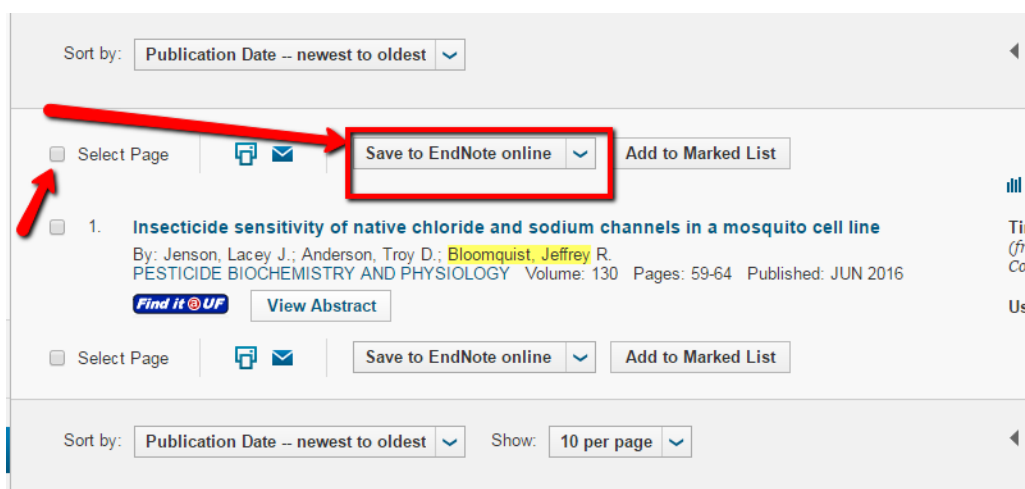 Sort by: Publication Date -- newest to oldest
Select Page Save to EndNote online Add to Marked List
1. Insecticide sensitivity of native chloride and sodium channels in a mosquito cell line
By: Jenson, Lacey J.; Anderson, Troy D.; Bloomquist, Jeffrey R.
PESTICIDE BIOCHEMISTRY AND PHYSIOLOGY Volume: 130 Pages: 59-64 Published: JUN 2016
Find it @ UF View Abstract
Select Page Save to EndNote online Add to Marked List
Sort by: Publication Date -- newest to oldest Show: 10 per page